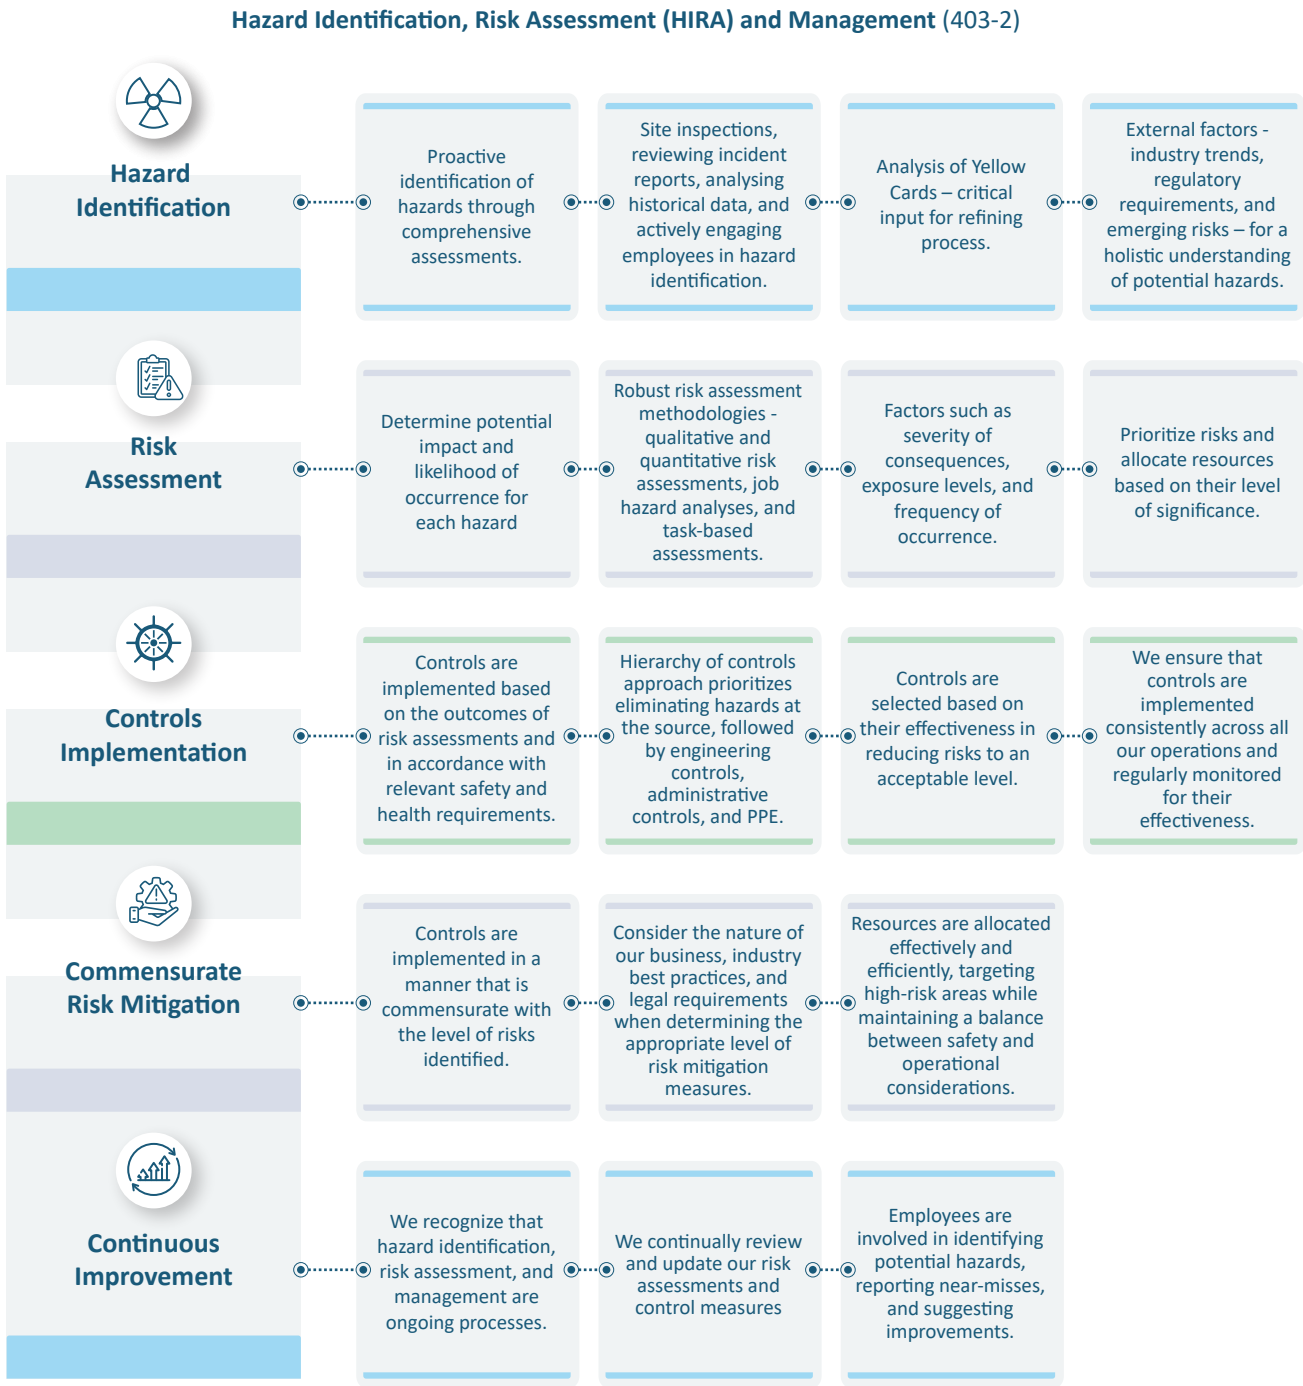 Hazard Identification, Risk Assessment (HIRA) and Management (403-2)
Hazard
Identification
Proactive
identification of
hazards through
comprehensive
assessments.
Site inspections,
reviewing incident
reports, analysing
historical data, and
actively engaging
employees in hazard
identification.
Analysis of Yellow
Cards – critical
input for refining
process.
External factors -
industry trends,
regulatory
requirements, and
emerging risks – for a
holistic understanding
of potential hazards.
Risk
Assessment
Determine potential
impact and
likelihood of
occurrence for
each hazard
Robust risk assessment
methodologies -
qualitative and
quantitative risk
assessments, job
hazard analyses, and
task-based
assessments.
Factors such as
severity of
consequences,
exposure levels, and
frequency of
occurrence.
Prioritize risks and
allocate resources
based on their level
of significance.
Controls
Implementation
Controls are
implemented based
on the outcomes of
risk assessments and
in accordance with
relevant safety and
health requirements.
Hierarchy of controls
approach prioritizes
eliminating hazards at
the source, followed
by engineering
controls,
administrative
controls, and PPE.
Controls are
selected based on
their effectiveness in
reducing risks to an
acceptable level.
We ensure that
controls are
implemented
consistently across all
our operations and
regularly monitored
for their
effectiveness.
Commensurate
Risk Mitigation
Controls are
implemented in a
manner that is
commensurate with
the level of risks
identified.
Consider the nature of
our business, industry
best practices, and
legal requirements
when determining the
appropriate level of
risk mitigation
measures.
Resources are allocated
effectively and
efficiently, targeting
high-risk areas while
maintaining a balance
between safety and
operational
considerations.
Continuous
Improvement
We recognize that
hazard identification,
risk assessment, and
management are
ongoing processes.
We continually review
and update our risk
assessments and
control measures
Employees are
involved in identifying
potential hazards,
reporting near-misses,
and suggesting
improvements.